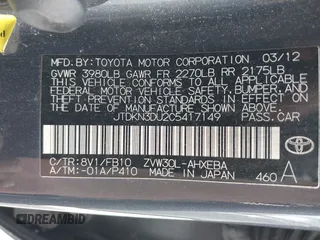 MFD.BY:TOYOTA MOTOR CORPORATION 03/12
GVWR 3980LB GAWR FR 2270LB RR 2175LB
THIS VEHICLE CONFORMS TO ALL APPLICABLE
FEDERAL MOTOR VEHICLE SAFETY, BUMPER, AND
THEFT PREVENTION STANDARDS IN EFFECT ON
THE DATE OF MANUFACTURE SHOWN ABOVE.
JTDKN3DU2C5417149 PASS.CAR
C/TR:8V1/FB10 ZVW30L-AHXEBA
A/TM:-01A/P410 MADE IN JAPAN 460 A
TOYOTA
DREAMBID